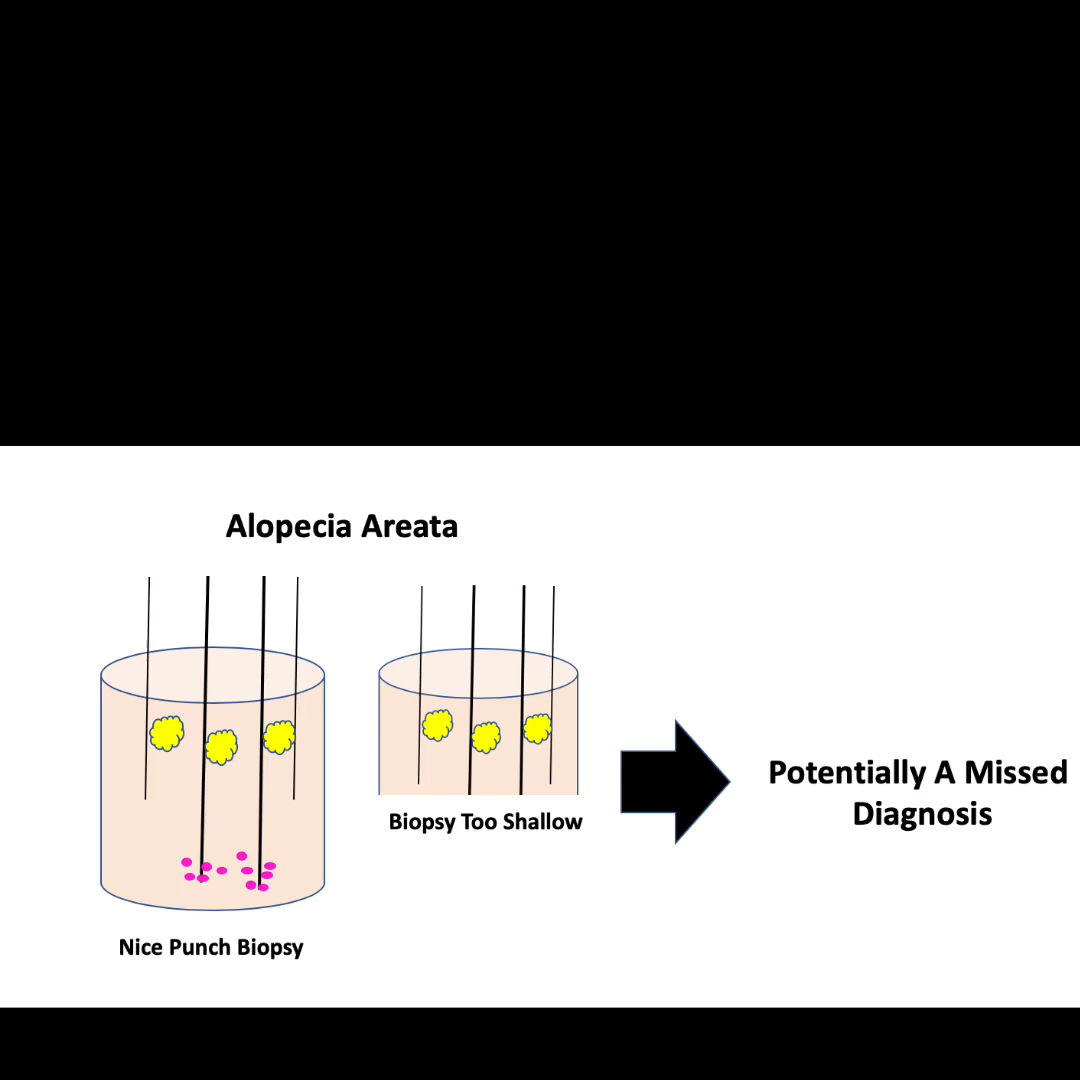 Alopecia Areata
Biopsy Too Shallow
Nice Punch Biopsy
Potentially A Missed
Diagnosis